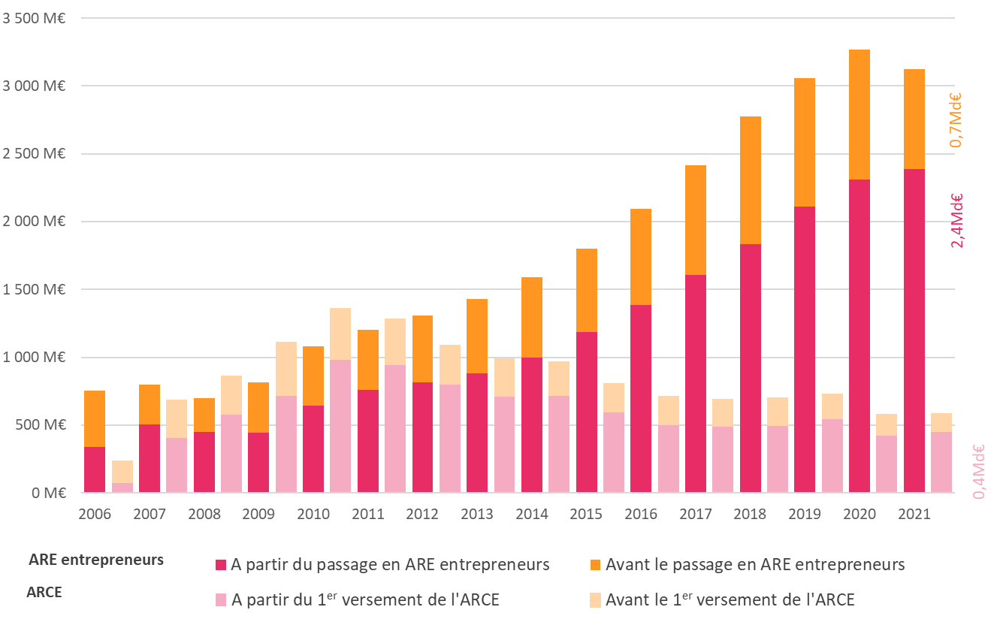 3 500 M€
3 000 M€
2 500 M€
2 000 M€
1 500 M€
1 000 M€
500 M€
0 M€
0,7Md€
2,4Md€
0,4Md€
2006 2007 2008 2009 2010 2011 2012 2013 2014 2015 2016 2017 2018 2019 2020 2021
ARE entrepreneurs A partir du passage en ARE entrepreneurs Avant le passage en ARE entrepreneurs
ARCE A partir du 1er versement de l'ARCE Avant le 1er versement de l'ARCE